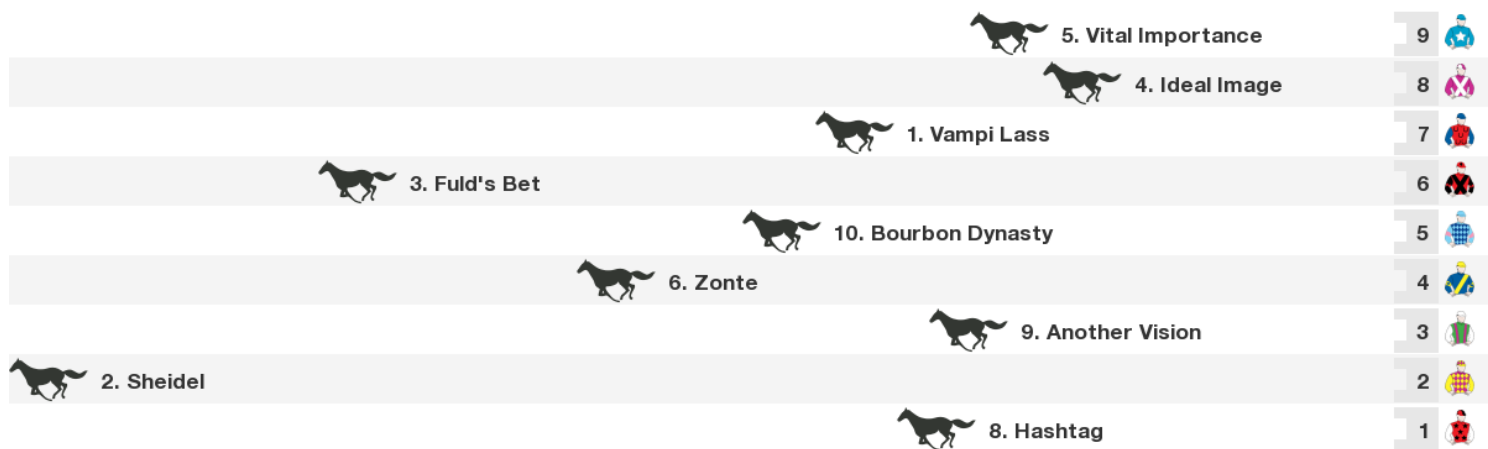 5. Vital Importance 9
4. Ideal Image 8
1. Vampi Lass 7
3. Fuld's Bet 6
10. Bourbon Dynasty 5
6. Zonte 4
9. Another Vision 3
2. Sheidel 2
8. Hashtag 1